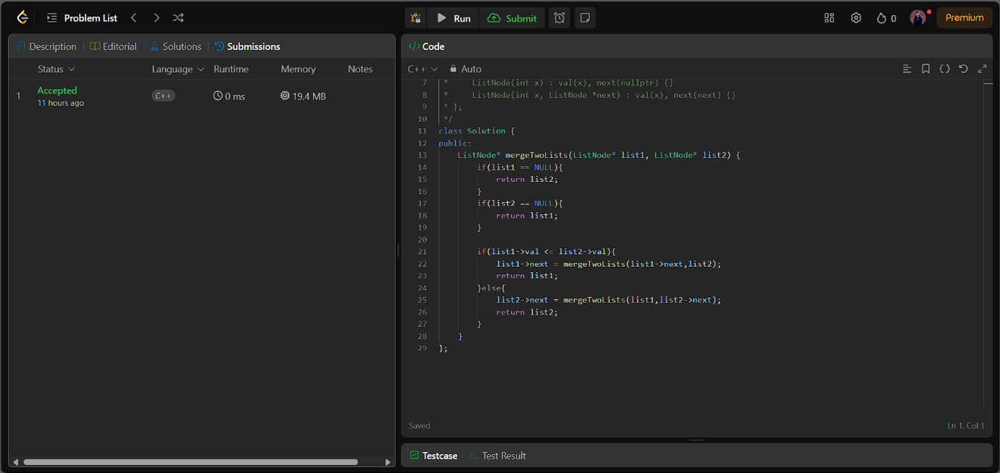 Problem List
Run
Submit
0
Premium
Description
Editorial
Solutions
Submissions
Status
Language
Runtime
Memory
Notes
1
Accepted
11 hours ago
C++
0 ms
19.4 MB
</> Code
C++
Auto
7 *     ListNode(int x) : val(x), next(nullptr) {}
8 *     ListNode(int x, ListNode *next) : val(x), next(next) {}
9 * };
10 */
11 class Solution {
12 public:
13     ListNode* mergeTwoLists(ListNode* list1, ListNode* list2) {
14         if(list1 == NULL){
15             return list2;
16         }
17         if(list2 == NULL){
18             return list1;
19         }
20
21         if(list1->val <= list2->val){
22             list1->next = mergeTwoLists(list1->next,list2);
23             return list1;
24         }else{
25             list2->next = mergeTwoLists(list1,list2->next);
26             return list2;
27         }
28     }
29 };
Saved
Ln 1, Col 1
Testcase
>_ Test Result